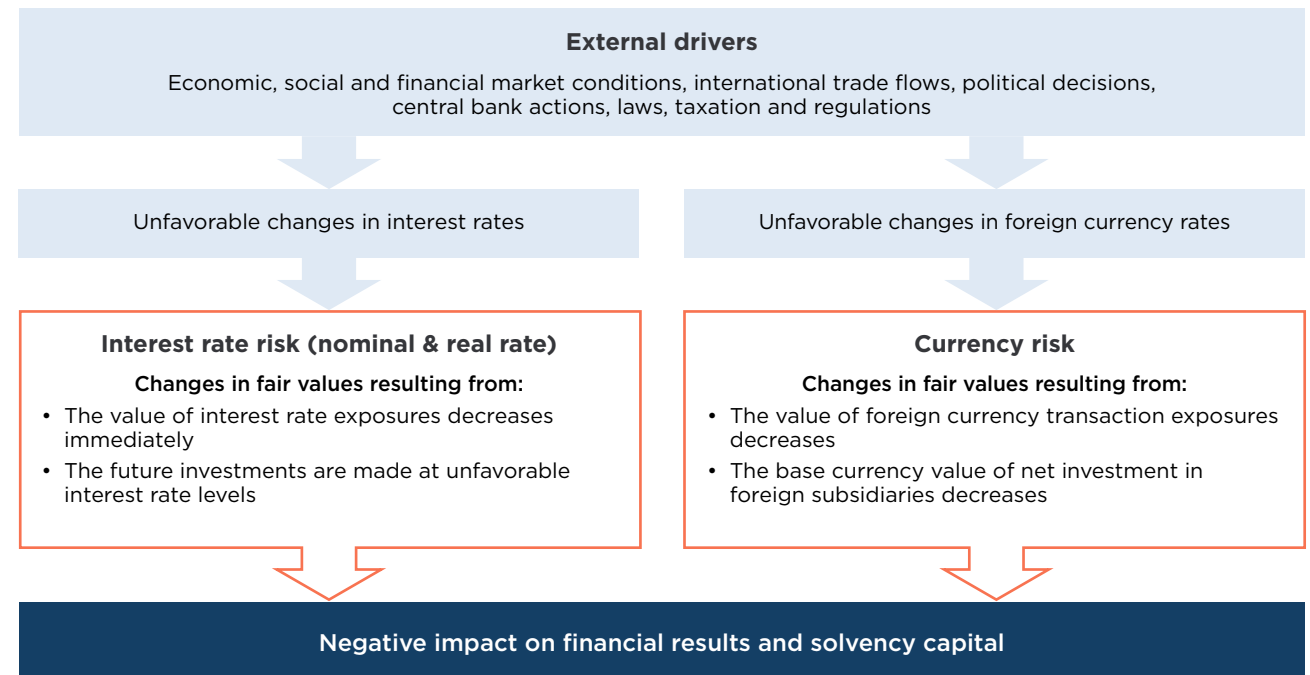 External drivers
Economic, social and financial market conditions, international trade flows, political decisions,
central bank actions, laws, taxation and regulations
Unfavorable changes in interest rates
Unfavorable changes in foreign currency rates
Interest rate risk (nominal & real rate)
Changes in fair values resulting from:
• The value of interest rate exposures decreases
immediately
• The future investments are made at unfavorable
interest rate levels
Currency risk
Changes in fair values resulting from:
• The value of foreign currency transaction exposures
decreases
• The base currency value of net investment in
foreign subsidiaries decreases
Negative impact on financial results and solvency capital